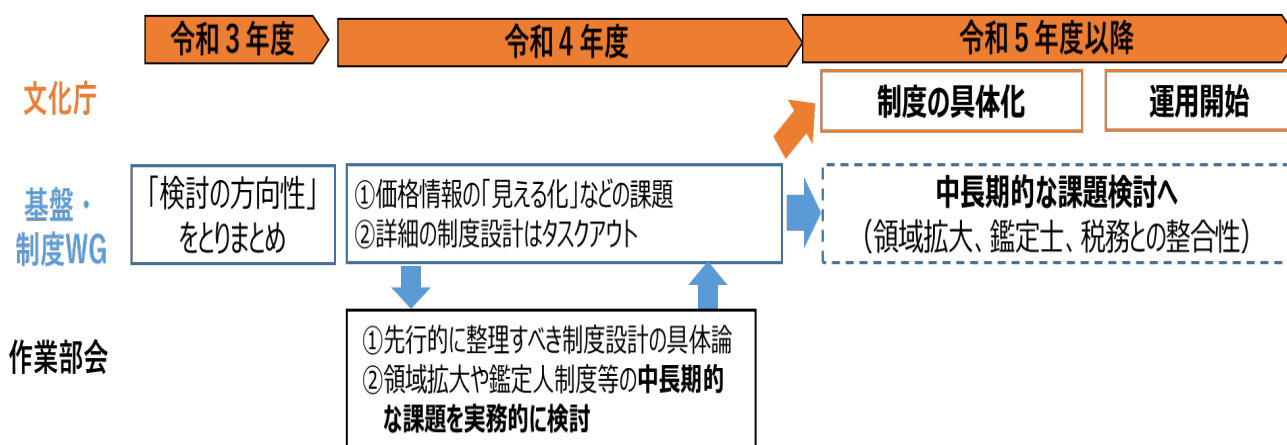 令和３年度
令和４年度
令和５年度以降
文化庁
制度の具体化
運用開始
基盤・
制度WG
「検討の方向性」
をとりまとめ
①価格情報の「見える化」などの課題
②詳細の制度設計はタスクアウト
中長期的な課題検討へ
（領域拡大、鑑定士、税務との整合性）
作業部会
①先行的に整理すべき制度設計の具体論
②領域拡大や鑑定人制度等の中長期的
な課題を実務的に検討